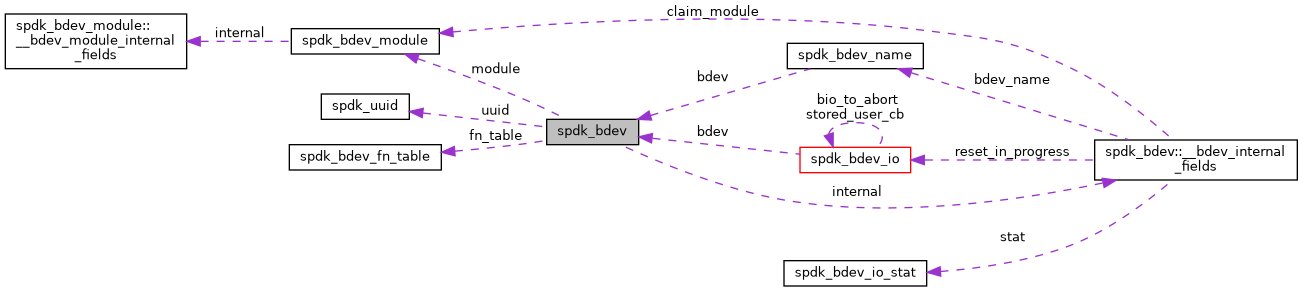 claim_module
spdk_bdev_module::
__bdev_module_internal
_fields
internal
spdk_bdev_module
spdk_bdev_name
module
bdev
bdev_name
spdk_uuid
uuid
bio_to_abort
stored_user_cb
spdk_bdev
fn_table
bdev
spdk_bdev_fn_table
spdk_bdev_io
reset_in_progress
spdk_bdev::__bdev_internal
_fields
internal
stat
spdk_bdev_io_stat